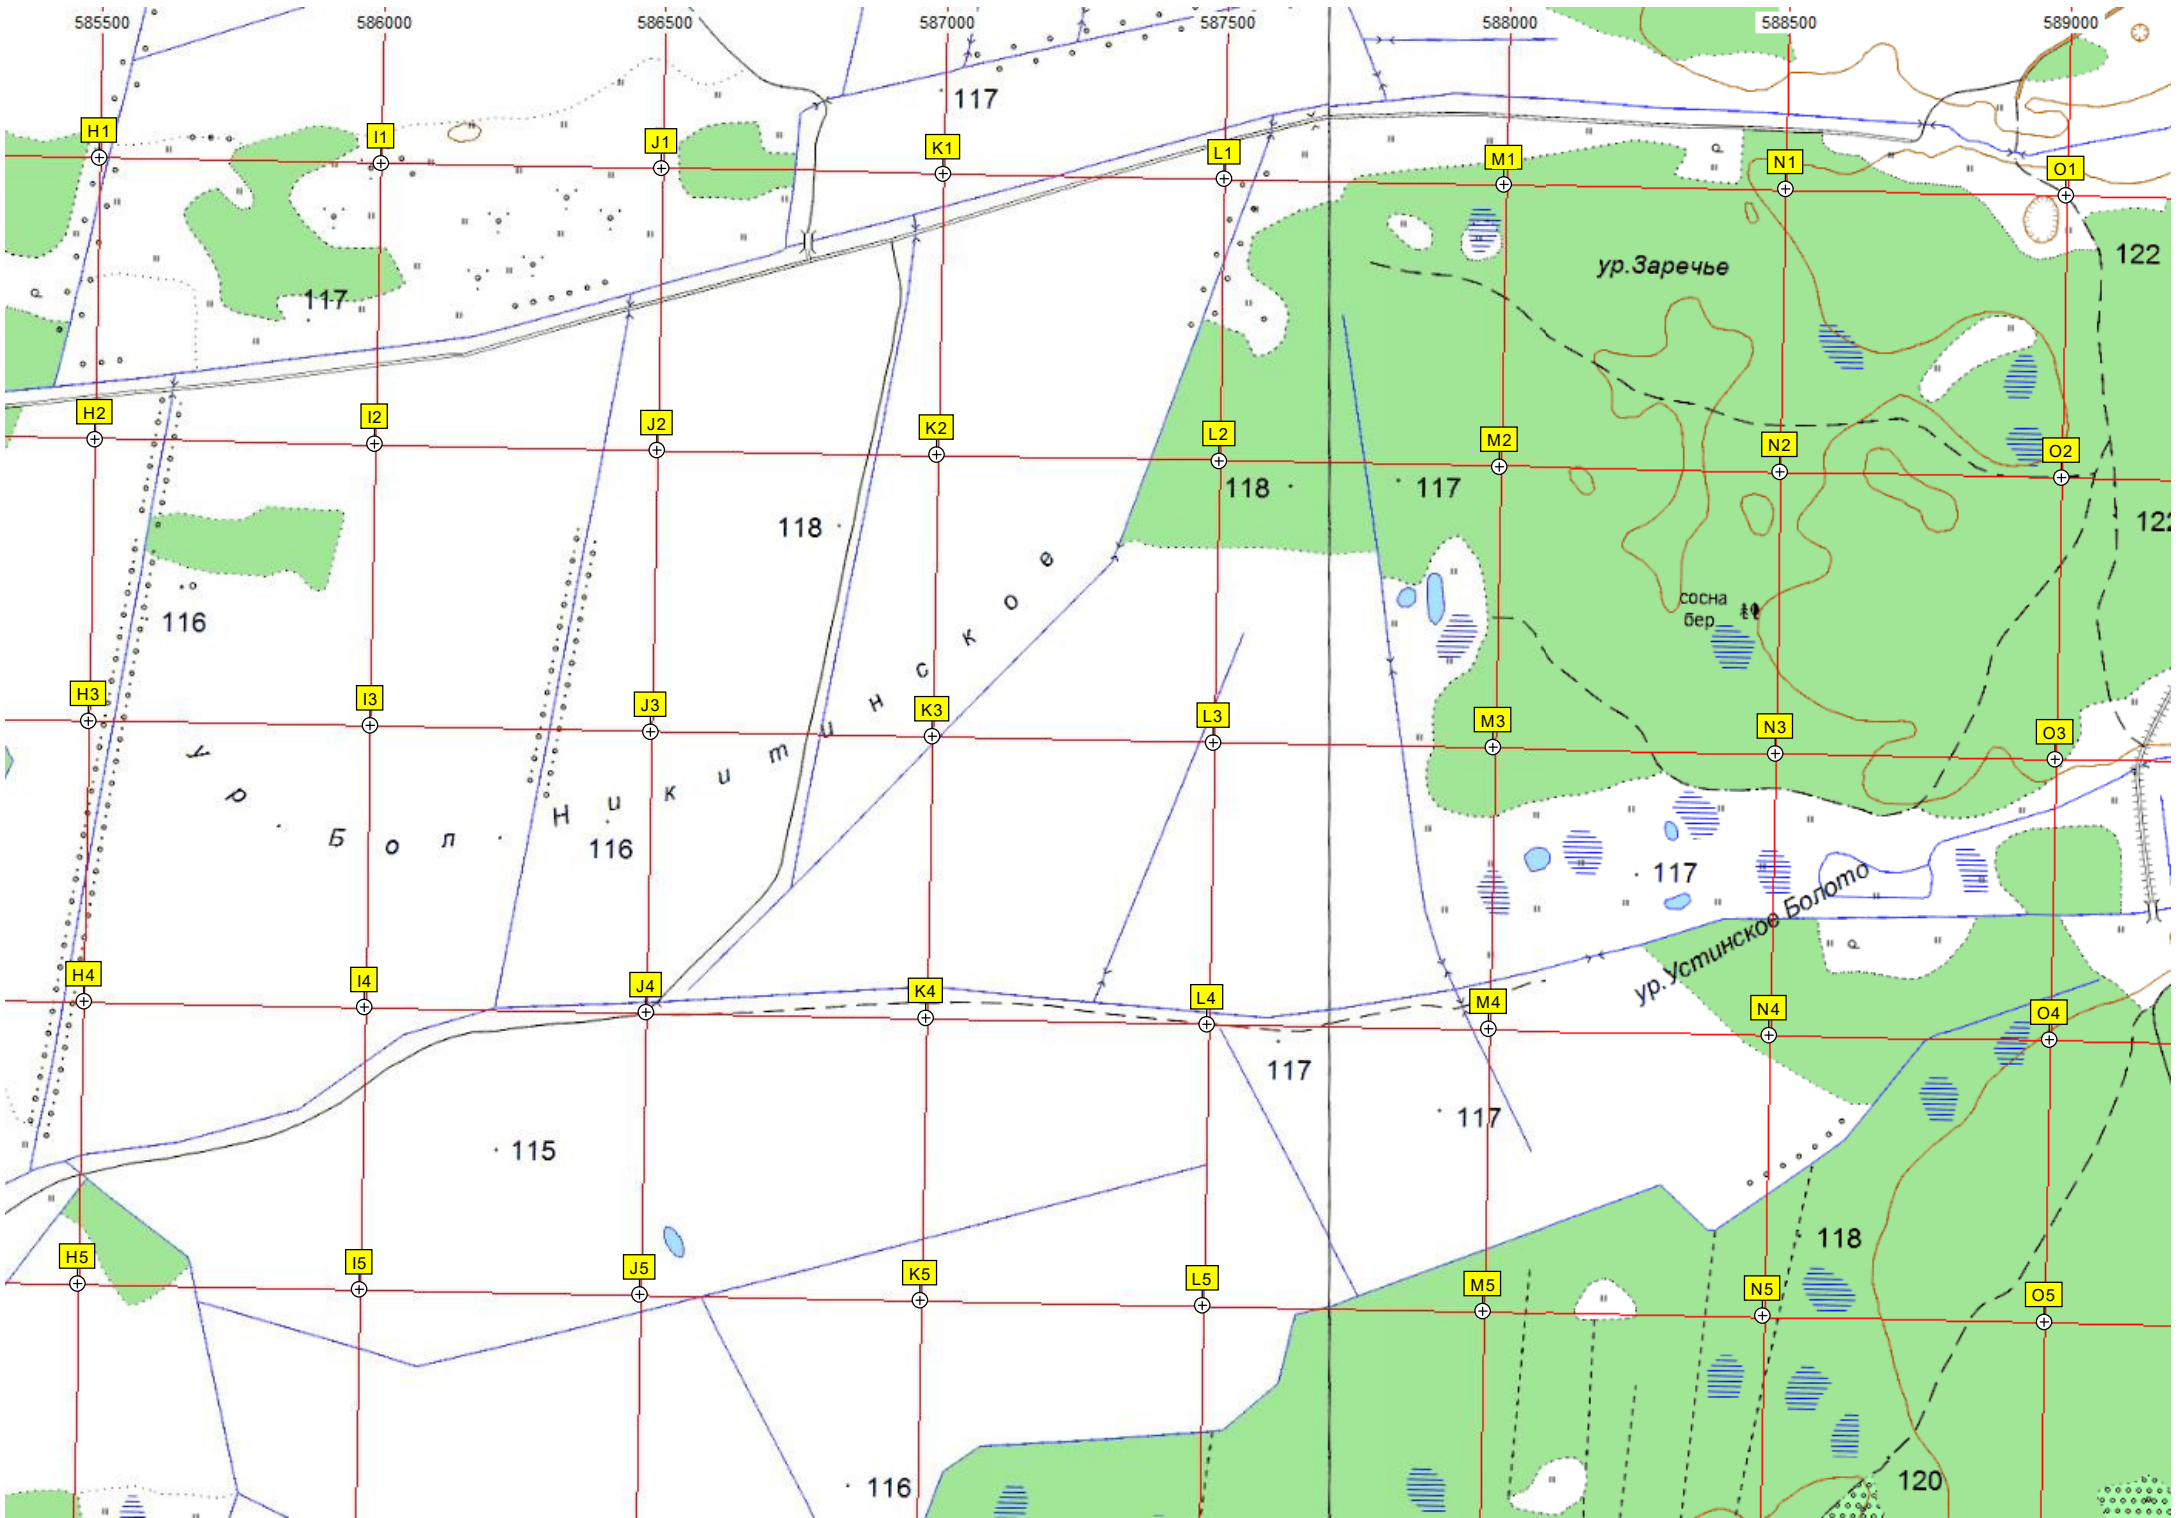 585500 586000 586500 587000 587500 588000 588500 589000
117
H1 I1 J1 K1 L1 M1 N1 O1
122
ур.Заречье
117
H2 I2 J2 K2 L2 M2 N2 O2
118 117
118
122
сосна
бер
116
H3 I3 J3 K3 L3 M3 N3 O3
Ур. Бол. Никитинское
116
117
ур.Устинское Болото
H4 I4 J4 K4 L4 M4 N4 O4
117
117
115
118
H5 I5 J5 K5 L5 M5 N5 O5
116
120